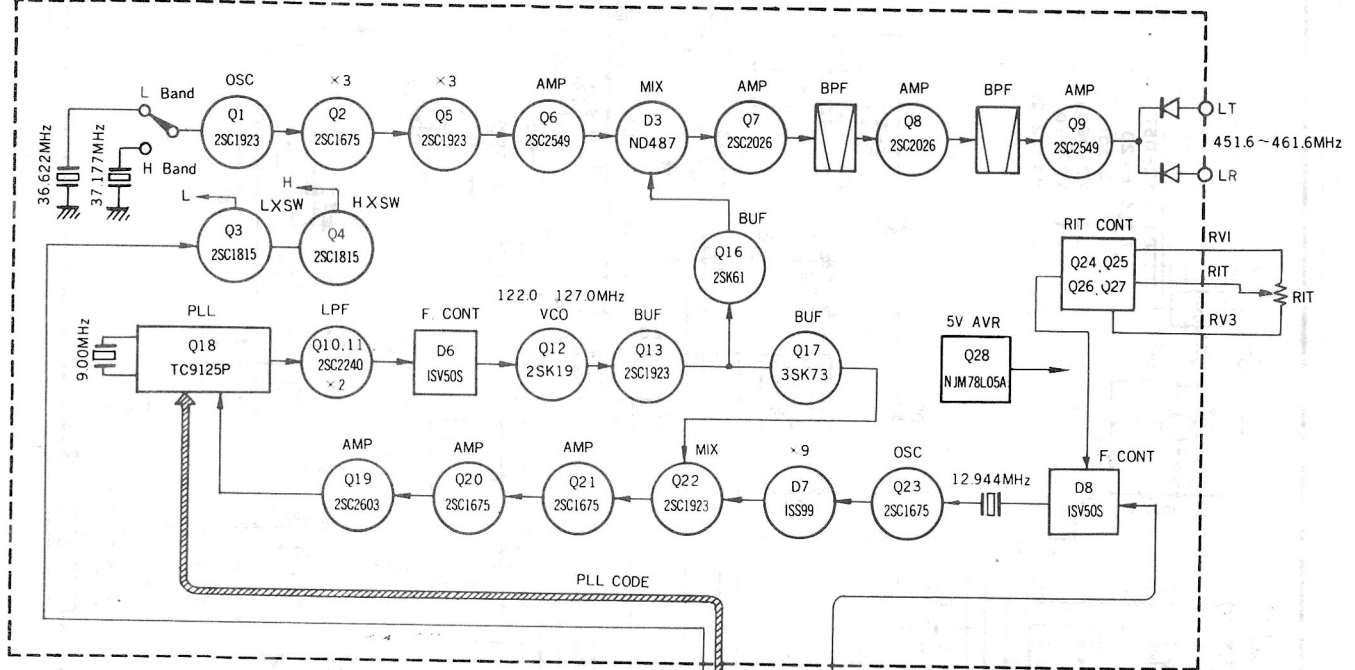 OSC
×3
×3
AMP
MIX
AMP
BPF
AMP
BPF
AMP
L Band
Q1
2SC1923
Q2
2SC1675
Q5
2SC1923
Q6
2SC2549
D3
ND487
Q7
2SC2026
Q8
2SC2026
Q9
2SC2549
LT
451.6~461.6MHz
LR
H Band
36.622MHz
37.177MHz
L
LXSW
H
HXSW
Q3
2SC1815
Q4
2SC1815
BUF
Q16
2SK61
RIT CONT
Q24, Q25
Q26, Q27
RV1
RIT
RV3
RIT
9.00MHz
PLL
Q18
TC9125P
LPF
Q10,11
2SC2240
×2
F. CONT
D6
ISV50S
122.0 127.0MHz
VCO
Q12
2SK19
BUF
Q13
2SC1923
BUF
Q17
3SK73
5V AVR
Q28
NJM78L05A
AMP
Q19
2SC2603
AMP
Q20
2SC1675
AMP
Q21
2SC1675
MIX
Q22
2SC1923
×9
D7
ISS99
OSC
Q23
2SC1675
12.944MHz
F. CONT
D8
ISV50S
PLL CODE